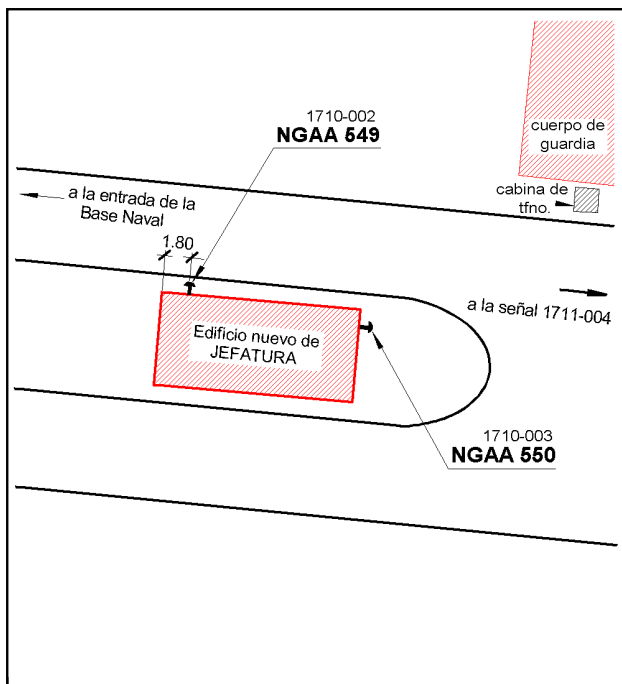 1710-002
NGAA 549
cuerpo de
guardia
cabina de
tfno.
a la entrada de la
Base Naval
1.80
a la señal 1711-004
Edificio nuevo de
JEFATURA
1710-003
NGAA 550